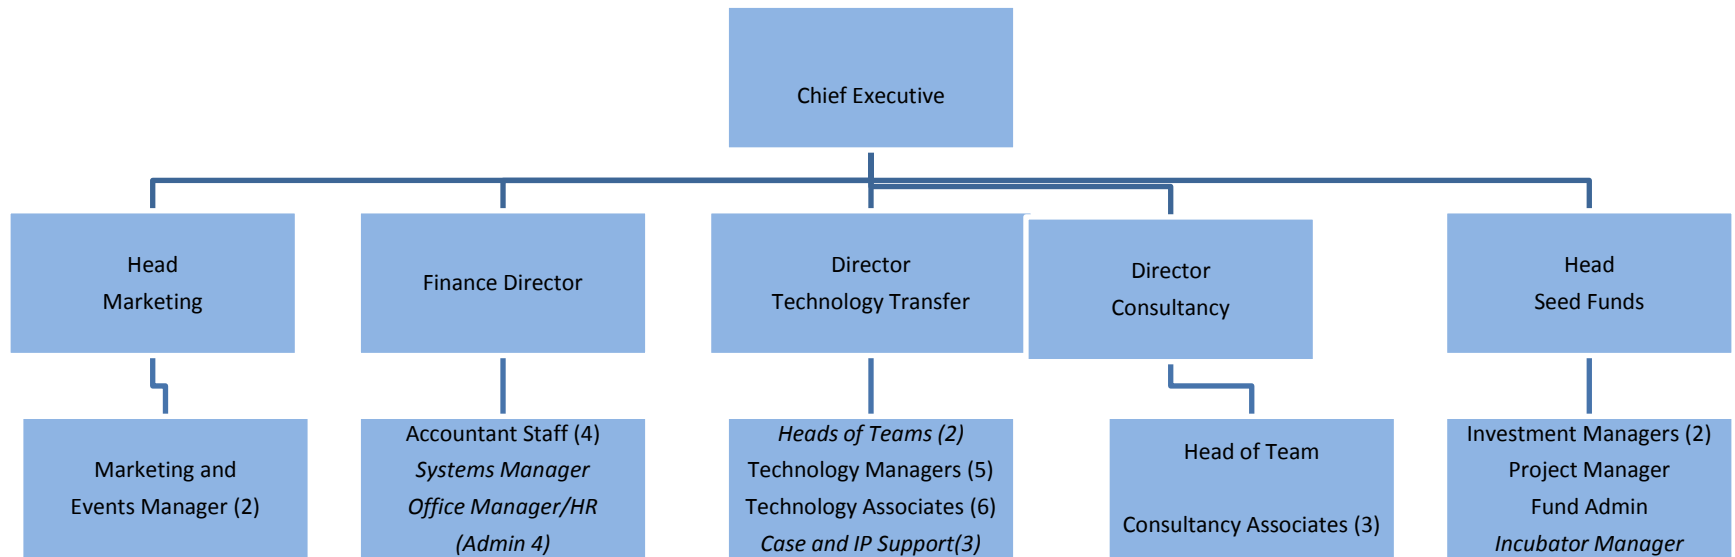 Chief Executive
Head
Marketing
Finance Director
Director
Technology Transfer
Director
Consultancy
Head
Seed Funds
Marketing and
Events Manager (2)
Accountant Staff (4)
Systems Manager
Office Manager/HR
(Admin 4)
Heads of Teams (2)
Technology Managers (5)
Technology Associates (6)
Case and IP Support(3)
Head of Team
Consultancy Associates (3)
Investment Managers (2)
Project Manager
Fund Admin
Incubator Manager